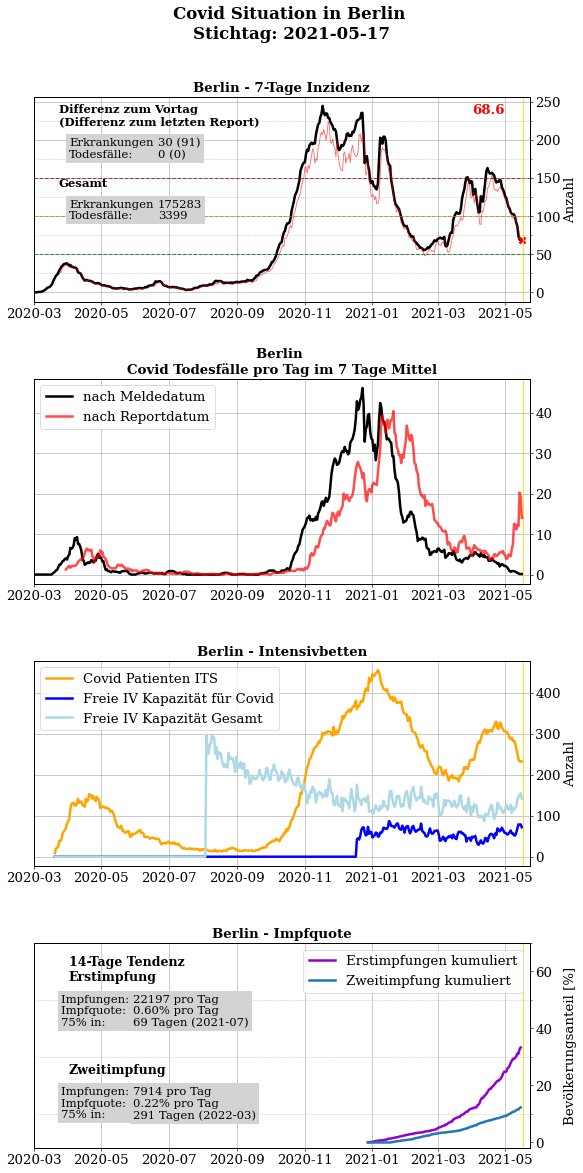 Covid Situation in Berlin
Stichtag: 2021-05-17
Berlin - 7-Tage Inzidenz
Differenz zum Vortag
(Differenz zum letzten Report)
Erkrankungen 30 (91)
Todesfälle: 0 (0)
Gesamt
Erkrankungen 175283
Todesfälle: 3399
68.6
250
200
150
100
50
0
Anzahl
2020-03 2020-05 2020-07 2020-09 2020-11 2021-01 2021-03 2021-05
Berlin
Covid Todesfälle pro Tag im 7 Tage Mittel
nach Meldedatum
nach Reportdatum
40
30
20
10
0
2020-03 2020-05 2020-07 2020-09 2020-11 2021-01 2021-03 2021-05
Berlin - Intensivbetten
Covid Patienten ITS
Freie IV Kapazität für Covid
Freie IV Kapazität Gesamt
400
300
200
100
0
Anzahl
2020-03 2020-05 2020-07 2020-09 2020-11 2021-01 2021-03 2021-05
Berlin - Impfquote
14-Tage Tendenz
Erstimpfung
Impfungen: 22197 pro Tag
Impfquote: 0.60% pro Tag
75% in: 69 Tagen (2021-07)
Zweitimpfung
Impfungen: 7914 pro Tag
Impfquote: 0.22% pro Tag
75% in: 291 Tagen (2022-03)
Erstimpfungen kumuliert
Zweitimpfung kumuliert
60
40
20
0
Bevölkerungsanteil [%]
2020-03 2020-05 2020-07 2020-09 2020-11 2021-01 2021-03 2021-05